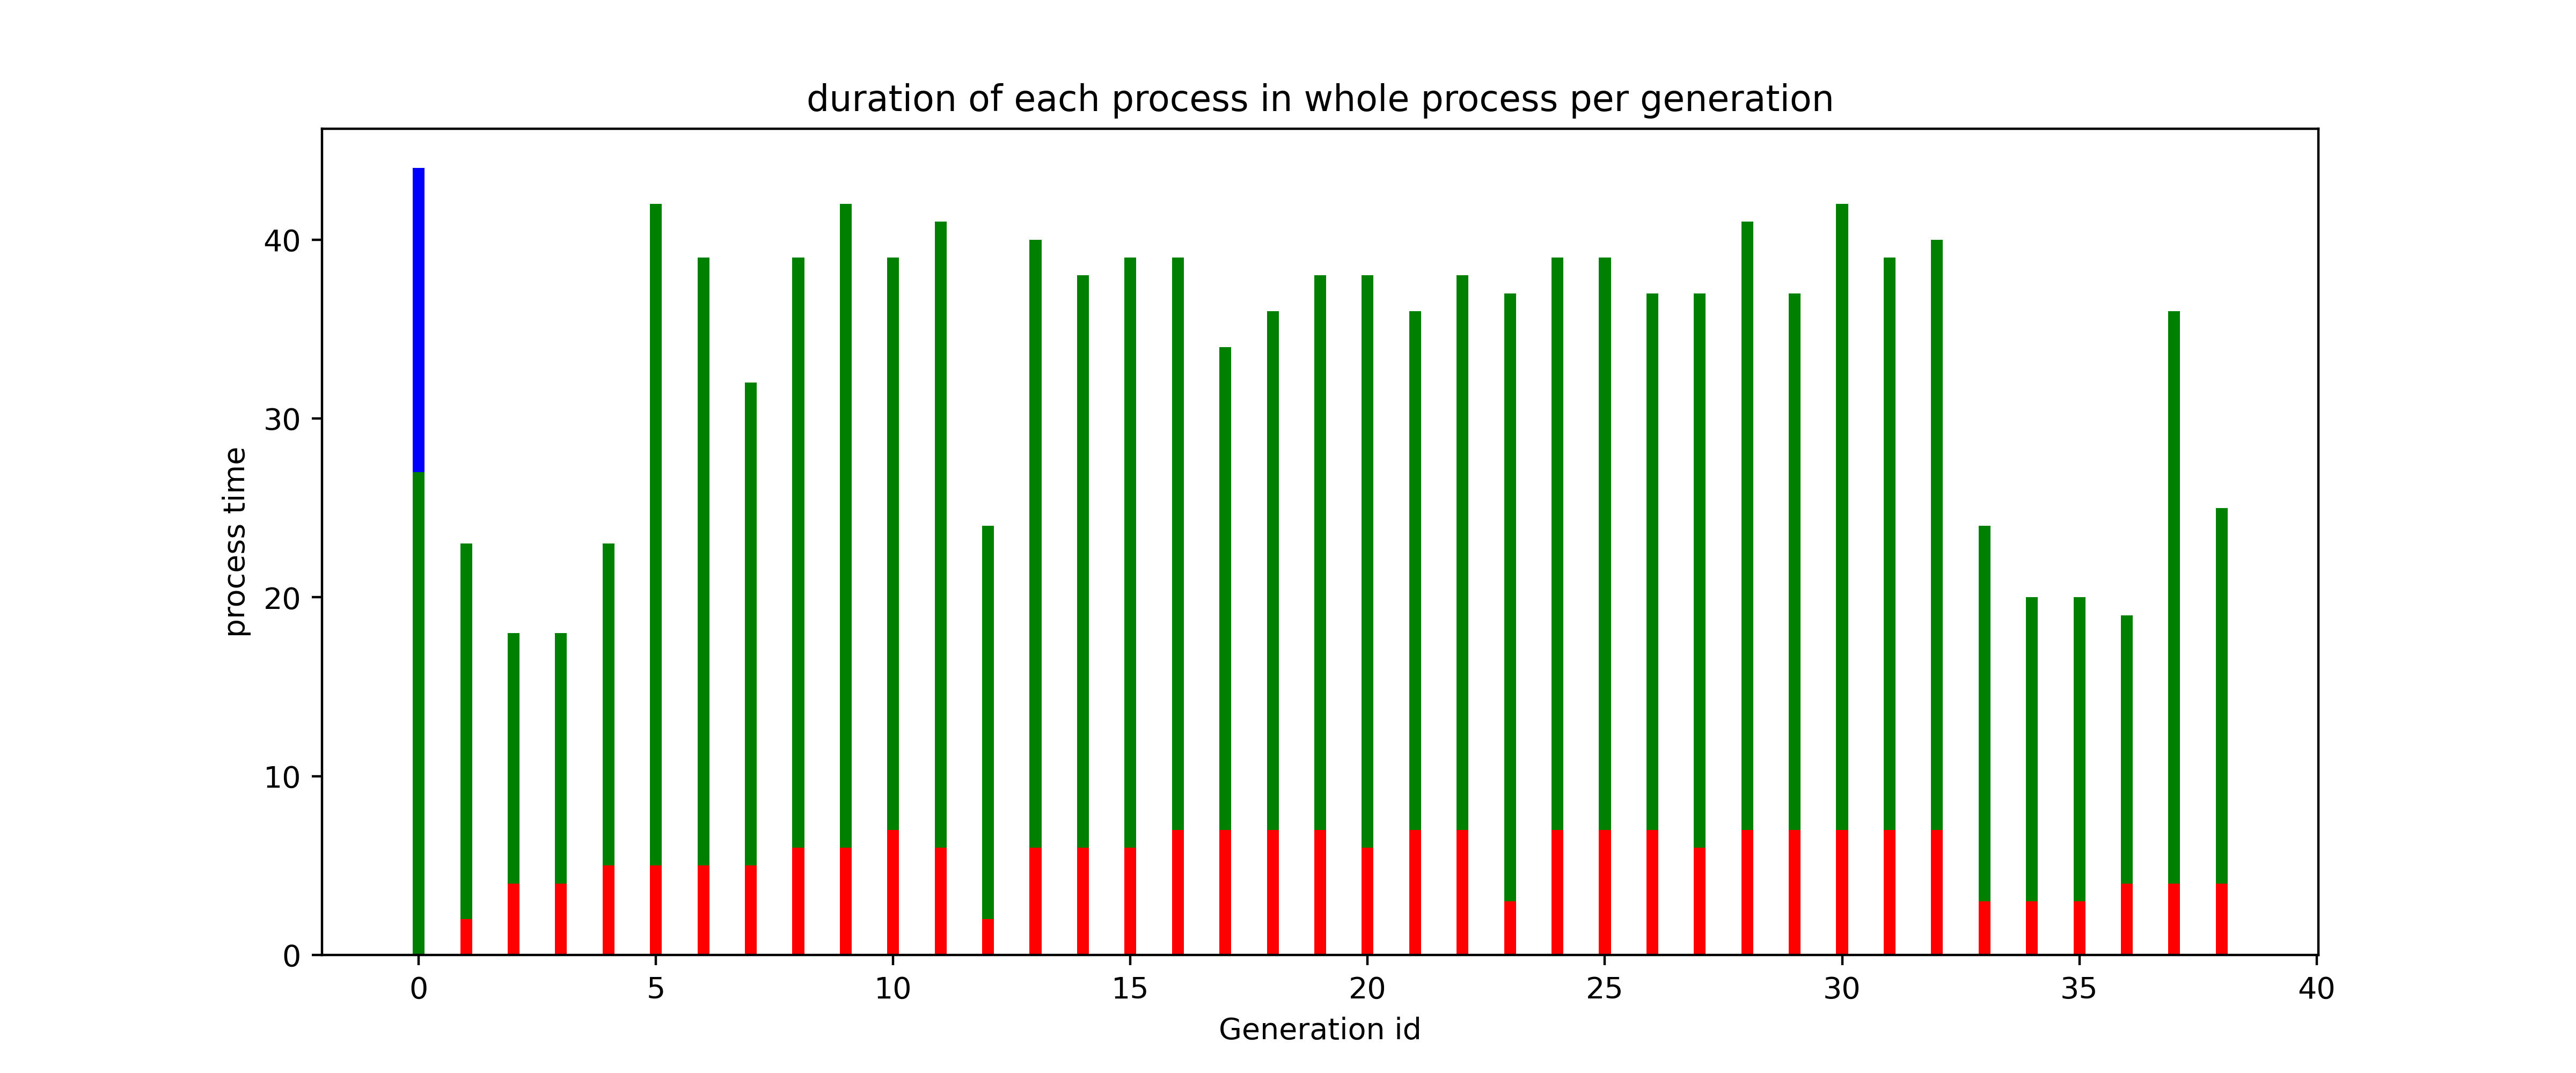 duration of each process in whole process per generation
40
30
20
10
0
process time
0 5 10 15 20 25 30 35 40
Generation id